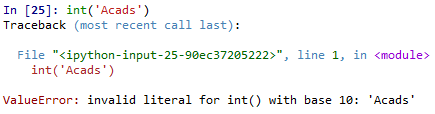 In [25]: int('Acads')
Traceback (most recent call last):
File "<ipython-input-25-90ec37205222>", line 1, in <module>
int('Acads')
ValueError: invalid literal for int() with base 10: 'Acads'